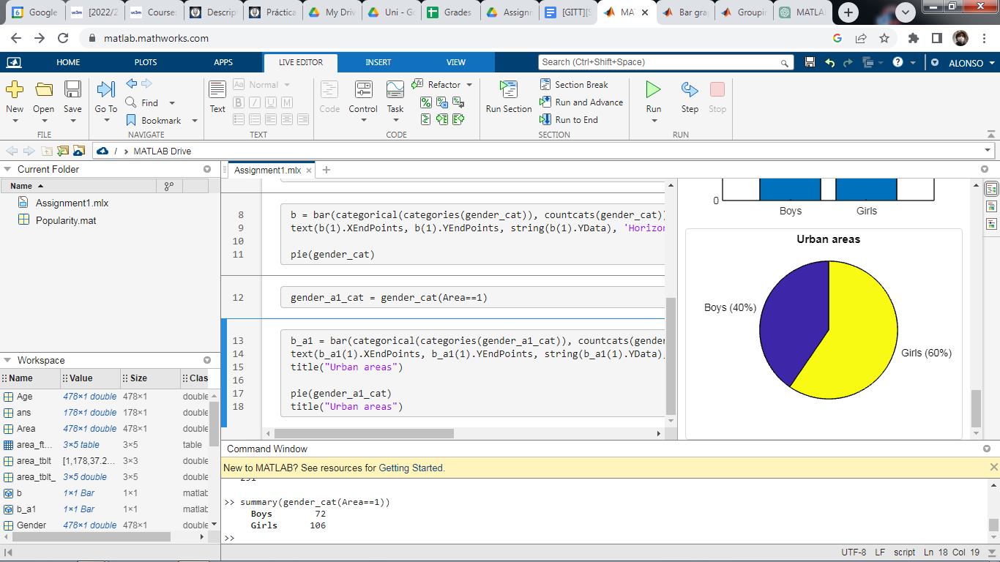 Google
[2022/2
Course:
Descrip
Práctica
My Driv
Uni - Go
Grades
Assignm
[GITT][S
MAT
Bar gra
Groupin
MATLAB
matlab.mathworks.com
HOME
PLOTS
APPS
LIVE EDITOR
INSERT
VIEW
Search (Ctrl+Shift+Space)
ALONSO
New
Open
Save
FILE
Go To
Find
Bookmark
NAVIGATE
Text
Aa Normal
B I U M
TEXT
Code
Control
Task
Refactor
CODE
Run Section
Section Break
Run and Advance
Run to End
SECTION
Run
Step
Stop
RUN
/ MATLAB Drive
Current Folder
Name
Assignment1.mlx
Popularity.mat
Workspace
Name Value Size Clas
Age 478×1 double 478×1 double
ans 178×1 double 178×1 double
Area 478×1 double 478×1 double
area_ft... 3×5 table 3×5 table
area_tblt [1,178,37.2... 3×3 double
area_tblt_ 3×5 double 3×5 double
b 1×1 Bar 1×1 matlab
b_a1 1×1 Bar 1×1 matlab
Gender 478×1 double 478×1 double
Assignment1.mlx
8 b = bar(categorical(categories(gender_cat)), countcats(gender_cat))
9 text(b(1).XEndPoints, b(1).YEndPoints, string(b(1).YData), 'Horizon
10
11 pie(gender_cat)
12 gender_a1_cat = gender_cat(Area==1)
13 b_a1 = bar(categorical(categories(gender_a1_cat)), countcats(gender
14 text(b_a1(1).XEndPoints, b_a1(1).YEndPoints, string(b_a1(1).YData),
15 title("Urban areas")
16
17 pie(gender_a1_cat)
18 title("Urban areas")
0
Boys Girls
Urban areas
Boys (40%)
Girls (60%)
Command Window
New to MATLAB? See resources for Getting Started.
>> summary(gender_cat(Area==1))
Boys 72
Girls 106
>>
UTF-8 LF script Ln 18 Col 19